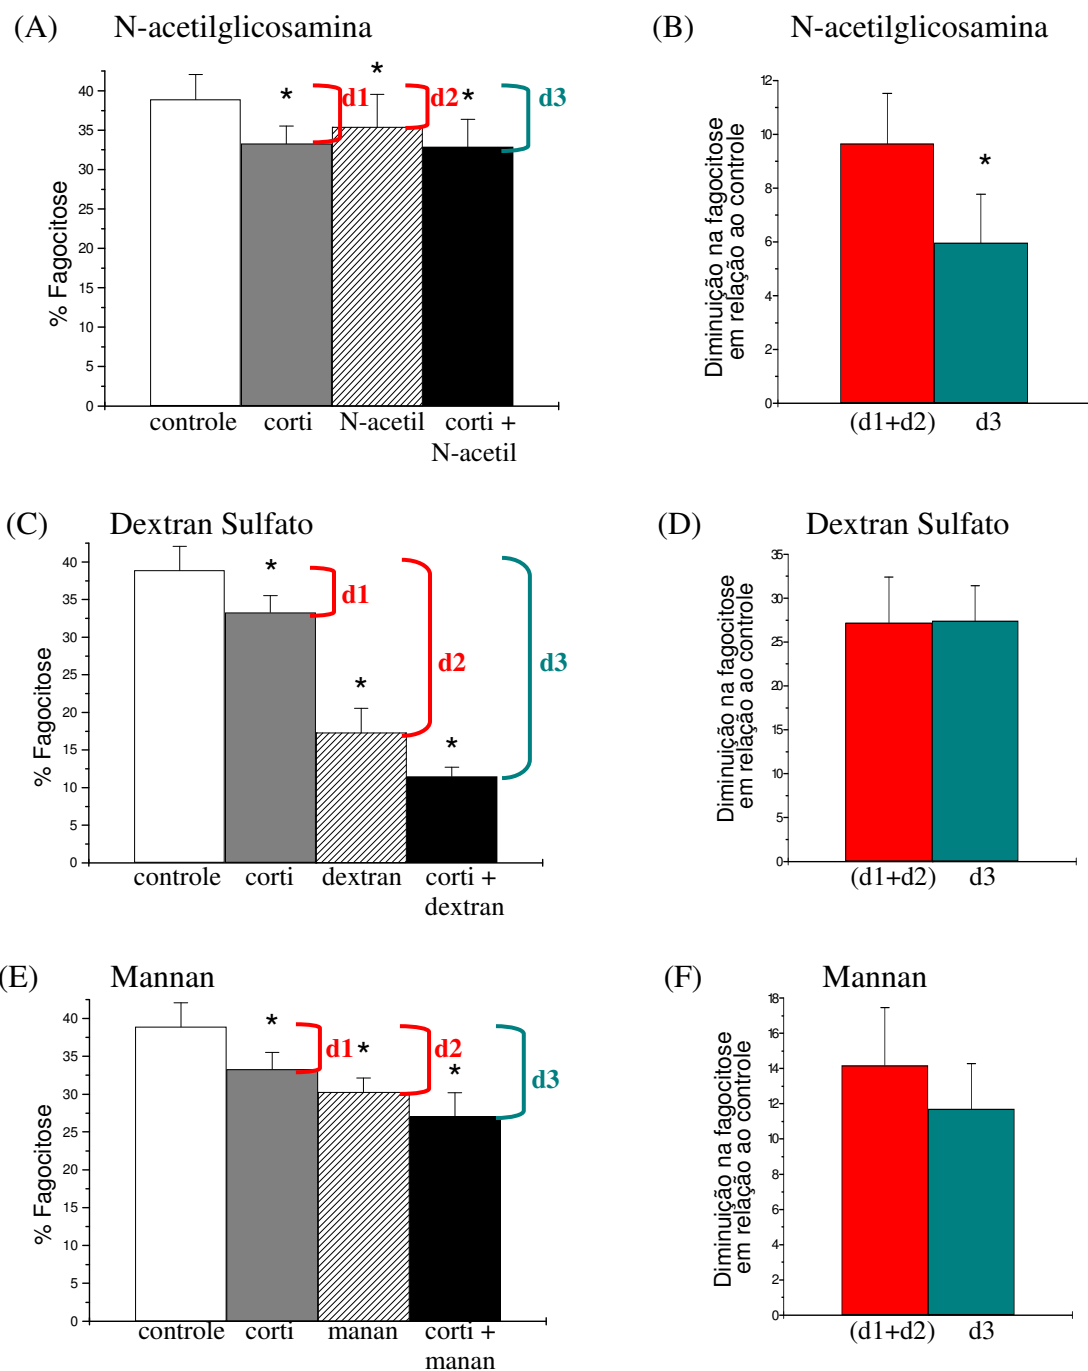 (A) N-acetilglicosamina
% Fagocitose
40
35
30
25
20
15
10
5
0
* * *
d1 d2 d3
controle corti N-acetil corti +
N-acetil
(B) N-acetilglicosamina
Diminuição na fagocitose
em relação ao controle
12
10
8
6
4
2
0
*
(d1+d2) d3
(C) Dextran Sulfato
% Fagocitose
40
35
30
25
20
15
10
5
0
* * *
d1 d2 d3
controle corti dextran corti +
dextran
(D) Dextran Sulfato
Diminuição na fagocitose
em relação ao controle
35
30
25
20
15
10
5
0
(d1+d2) d3
(E) Mannan
% Fagocitose
40
35
30
25
20
15
10
5
0
* * *
d1 d2 d3
controle corti manan corti +
manan
(F) Mannan
Diminuição na fagocitose
em relação ao controle
18
16
14
12
10
8
6
4
2
0
(d1+d2) d3